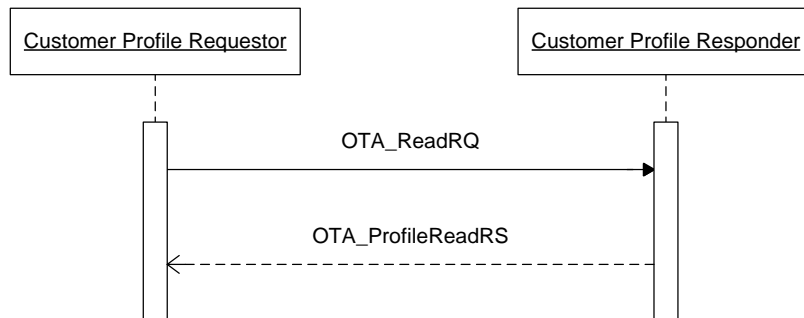 Customer Profile Requestor
Customer Profile Responder
OTA_ReadRQ
OTA_ProfileReadRS